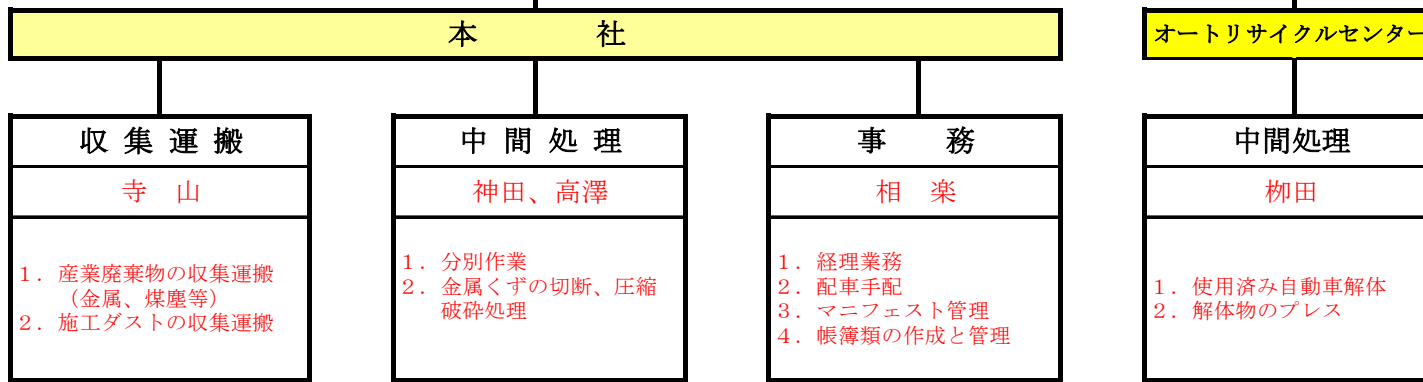 本　　　社
オートリサイクルセンター
収 集 運 搬
寺　山
１．産業廃棄物の収集運搬
（金属、煤塵等）
２．施工ダストの収集運搬
中 間 処 理
神田、高澤
１．分別作業
２．金属くずの切断、圧縮
破砕処理
事　　務
相　楽
１．経理業務
２．配車手配
３．マニフェスト管理
４．帳簿類の作成と管理
中間処理
栁田
１．使用済み自動車解体
２．解体物のプレス